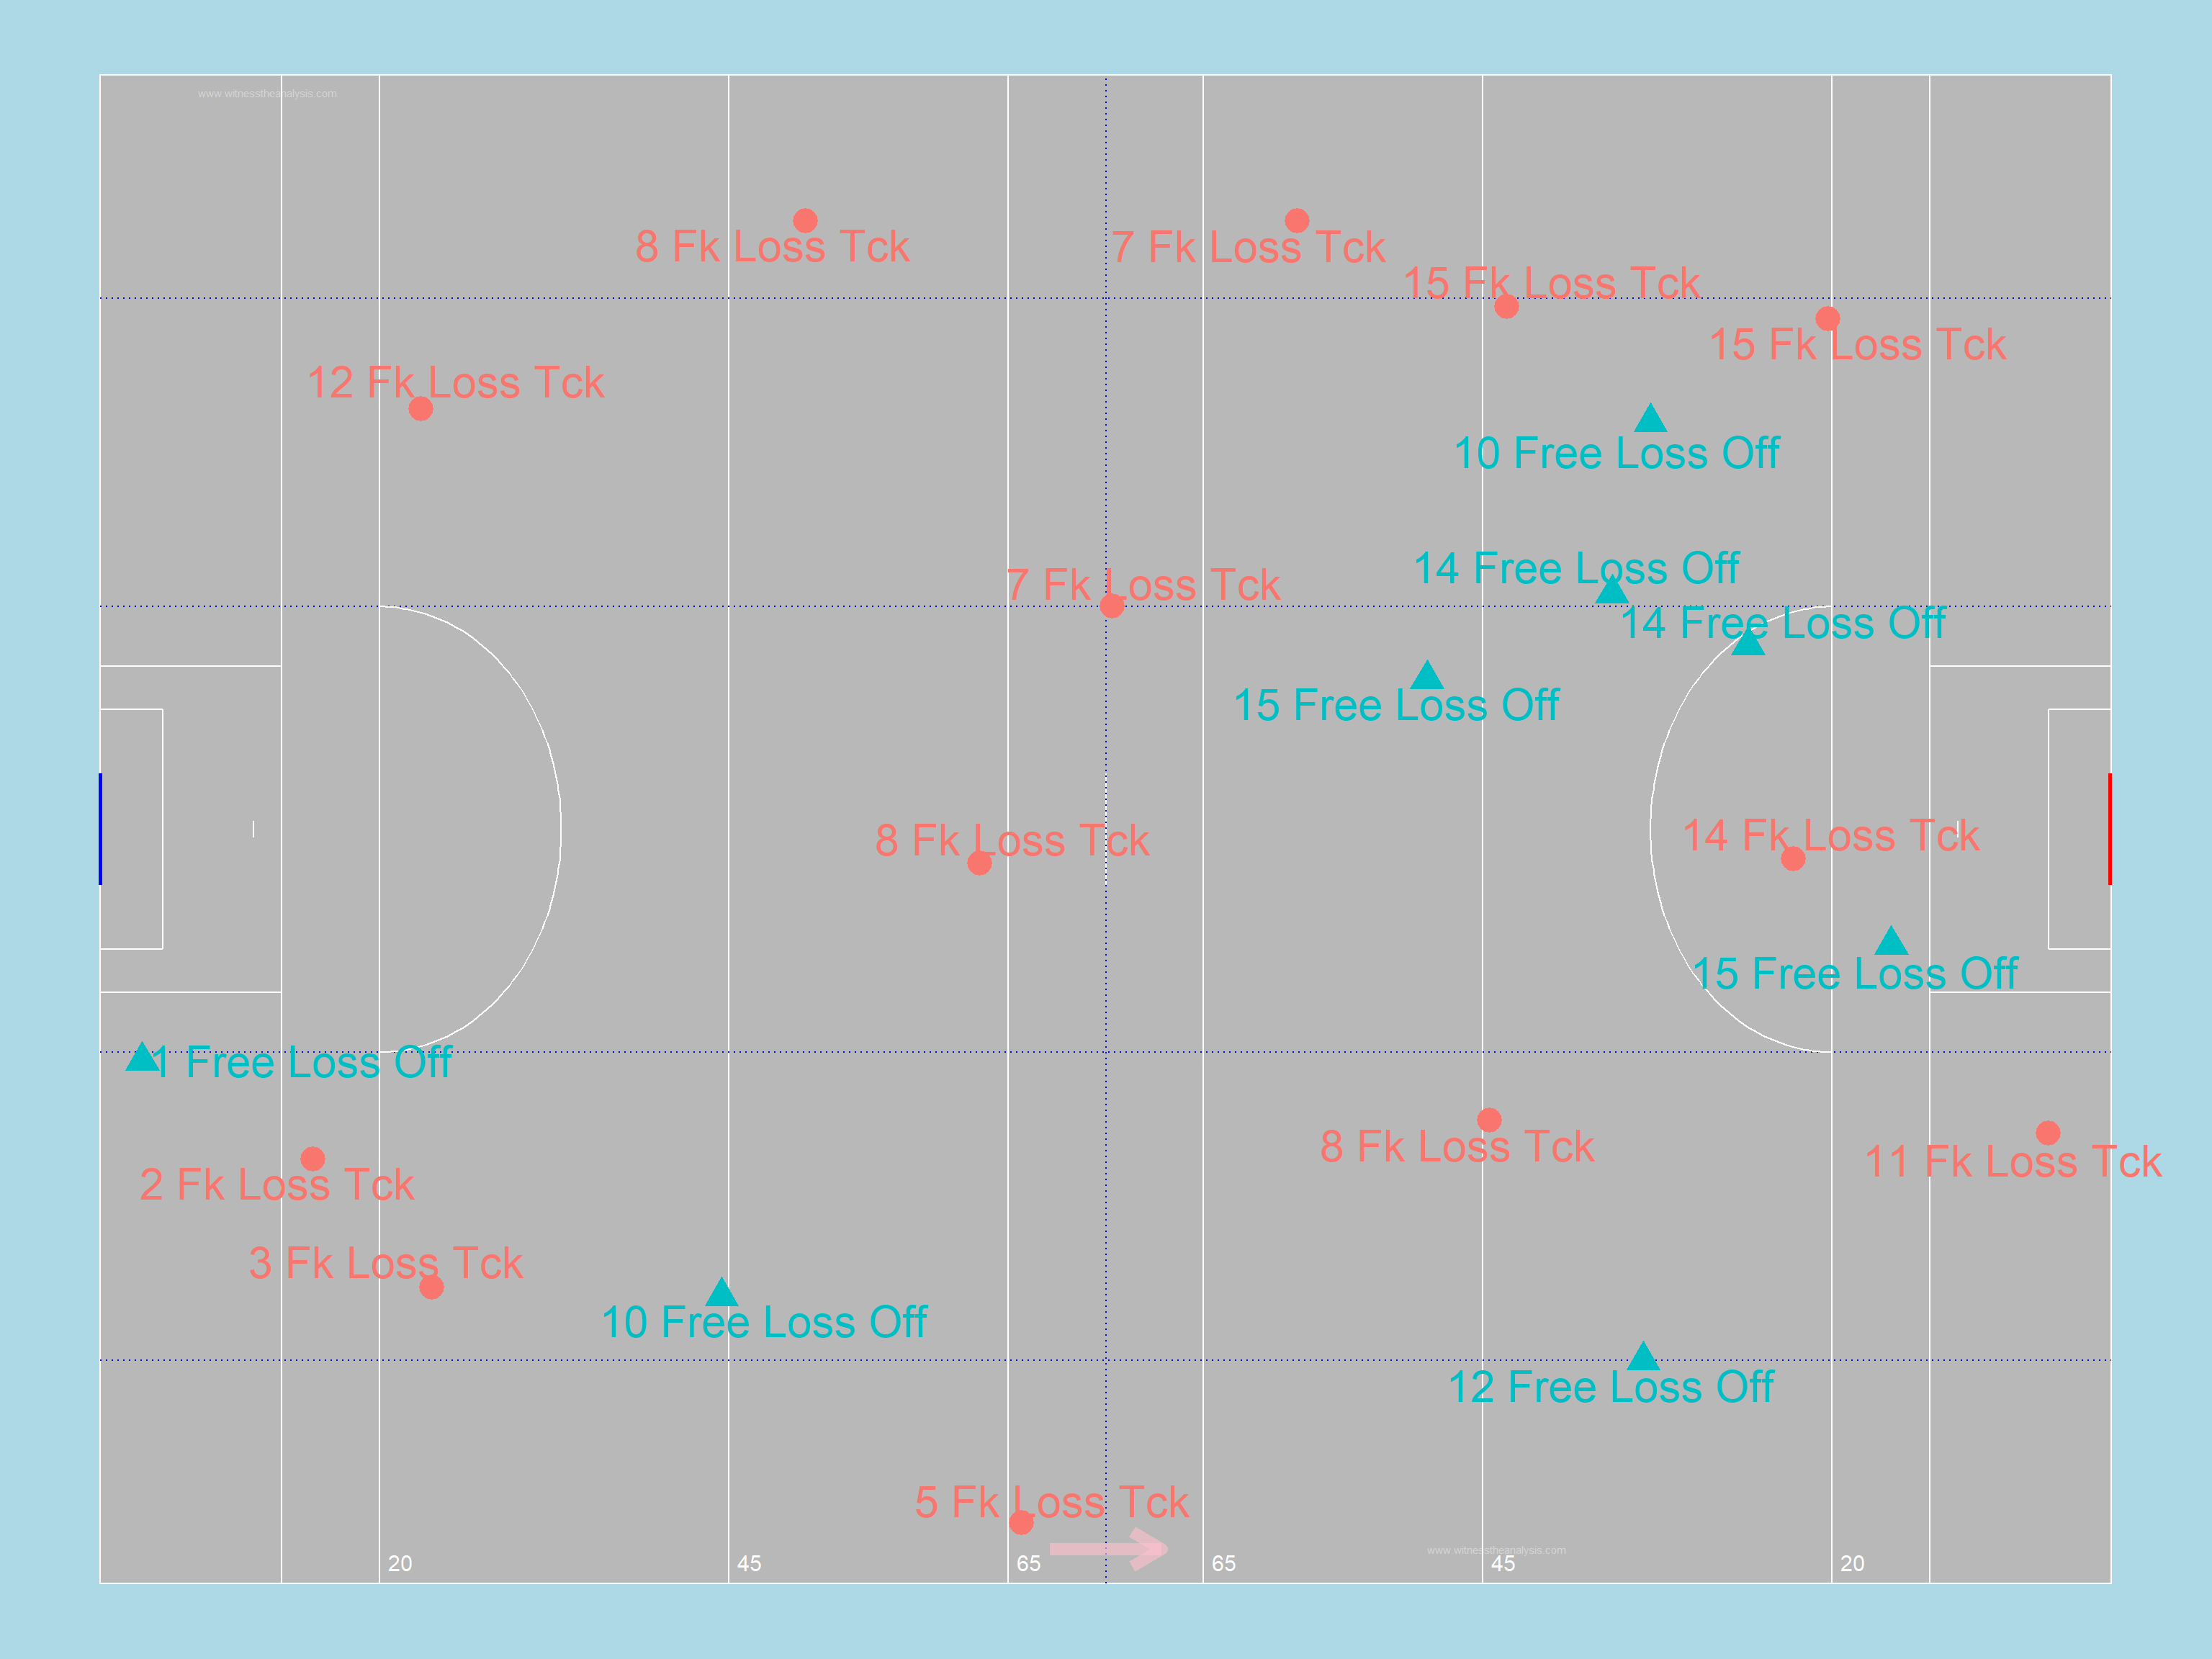 www.witnesstheanalysis.com
8 Fk Loss Tck
7 Fk Loss Tck
15 Fk Loss Tck
15 Fk Loss Tck
12 Fk Loss Tck
10 Free Loss Off
14 Free Loss Off
7 Fk Loss Tck
14 Free Loss Off
15 Free Loss Off
8 Fk Loss Tck
14 Fk Loss Tck
15 Free Loss Off
1 Free Loss Off
8 Fk Loss Tck
11 Fk Loss Tck
2 Fk Loss Tck
3 Fk Loss Tck
10 Free Loss Off
12 Free Loss Off
5 Fk Loss Tck
www.witnesstheanalysis.com
20 45 65 65 45 20